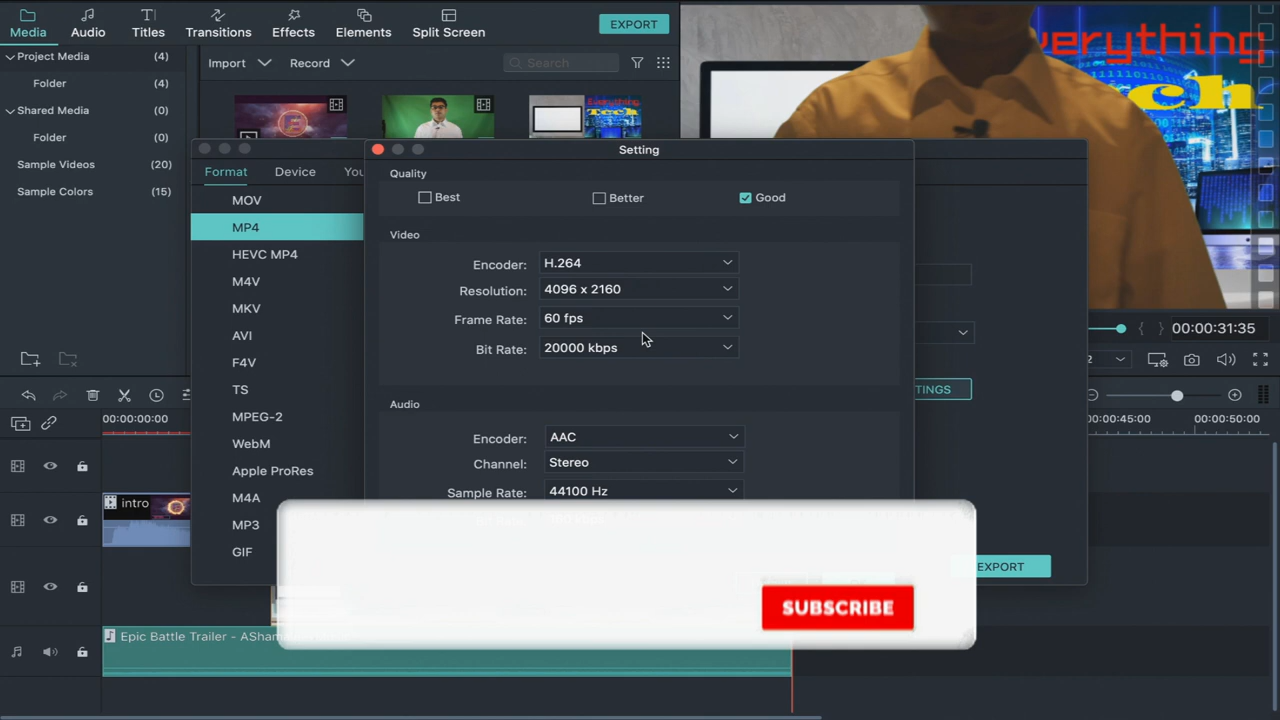 Media
Audio
Titles
Transitions
Effects
Elements
Split Screen
EXPORT
Project Media (4)
Folder (4)
Shared Media (0)
Folder (0)
Sample Videos (20)
Sample Colors (15)
Import
Record
Search
everything
Setting
Format
Device
You
MOV
MP4
HEVC MP4
M4V
MKV
AVI
F4V
TS
MPEG-2
WebM
Apple ProRes
M4A
MP3
GIF
Quality
Best
Better
Good
Video
Encoder: H.264
Resolution: 4096 x 2160
Frame Rate: 60 fps
Bit Rate: 20000 kbps
Audio
Encoder: AAC
Channel: Stereo
Sample Rate: 44100 Hz
TINGS
EXPORT
00:00:31:35
2
00:00:00:00
00:00:45:00
00:00:50:00
intro
Epic Battle Trailer - AShama
SUBSCRIBE